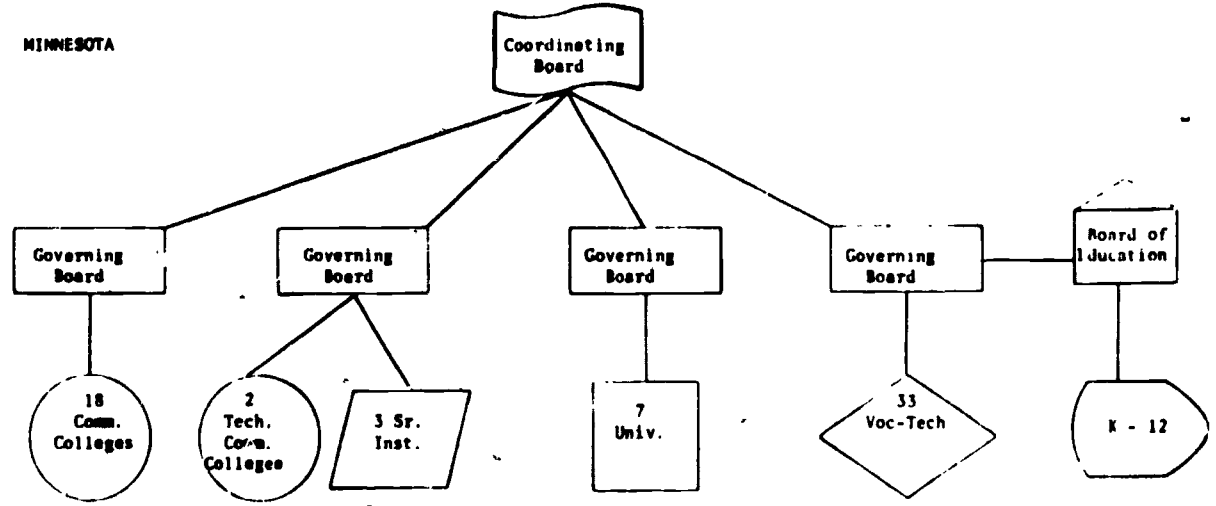 MINNESOTA
Coordinating
Board
Governing
Board
Governing
Board
Governing
Board
Governing
Board
Board of
Education
18
Comm.
Colleges
2
Tech.
Comm.
Colleges
3 Sr.
Inst.
7
Univ.
33
Voc-Tech
K - 12